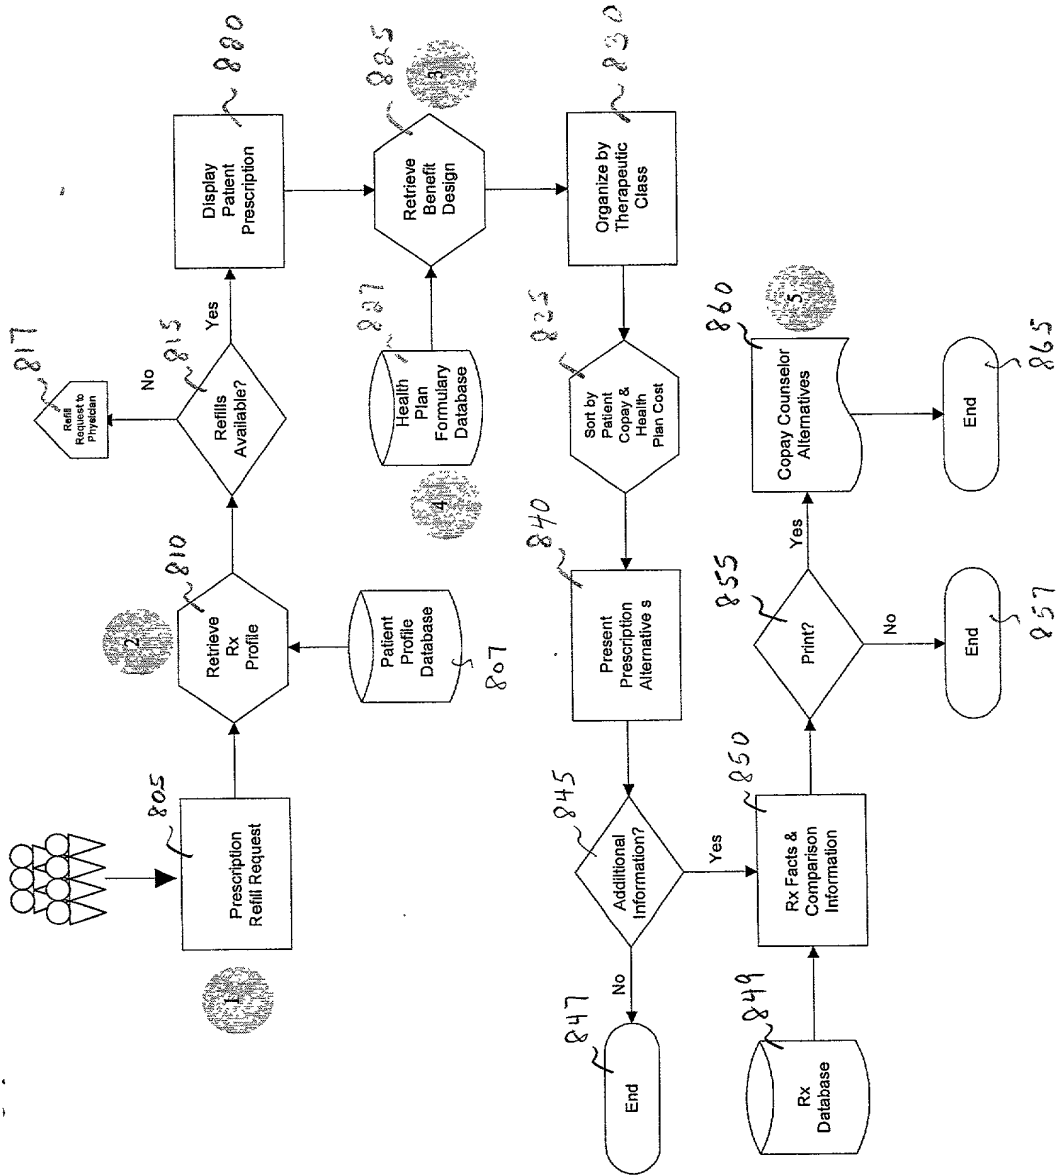 1
Prescription
Refill Request
805
2
Retrieve
Rx
Profile
810
Patient
Profile
Database
807
Refills
Available?
815
No
Yes
Refill
Request to
Physician
817
Display
Patient
Prescription
820
Retrieve
Benefit
Design
825
3
Health
Plan
Formulary
Database
827
4
Organize by
Therapeutic
Class
830
Sort by
Patient
Copay &
Health
Plan Cost
825
Present
Prescription
Alternative s
840
Addiltional
Information?
845
No
Yes
End
847
Rx
Database
849
Rx Facts &
Comparison
Information
850
Print?
855
Yes
No
End
857
Copay Counselor
Alternatives
860
5
End
865